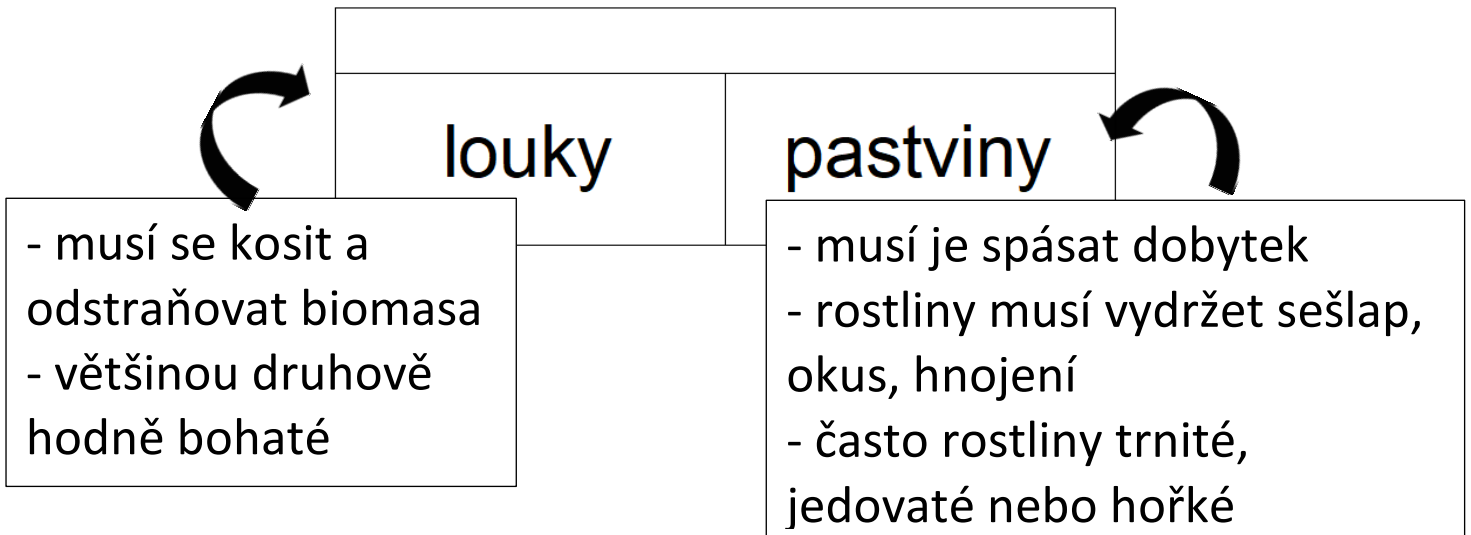 louky
pastviny
- musí se kosit a
odstraňovat biomasa
- většinou druhově
hodně bohaté
- musí je spásat dobytek
- rostliny musí vydržet sešlap,
okus, hnojení
- často rostliny trnité,
jedovaté nebo hořké